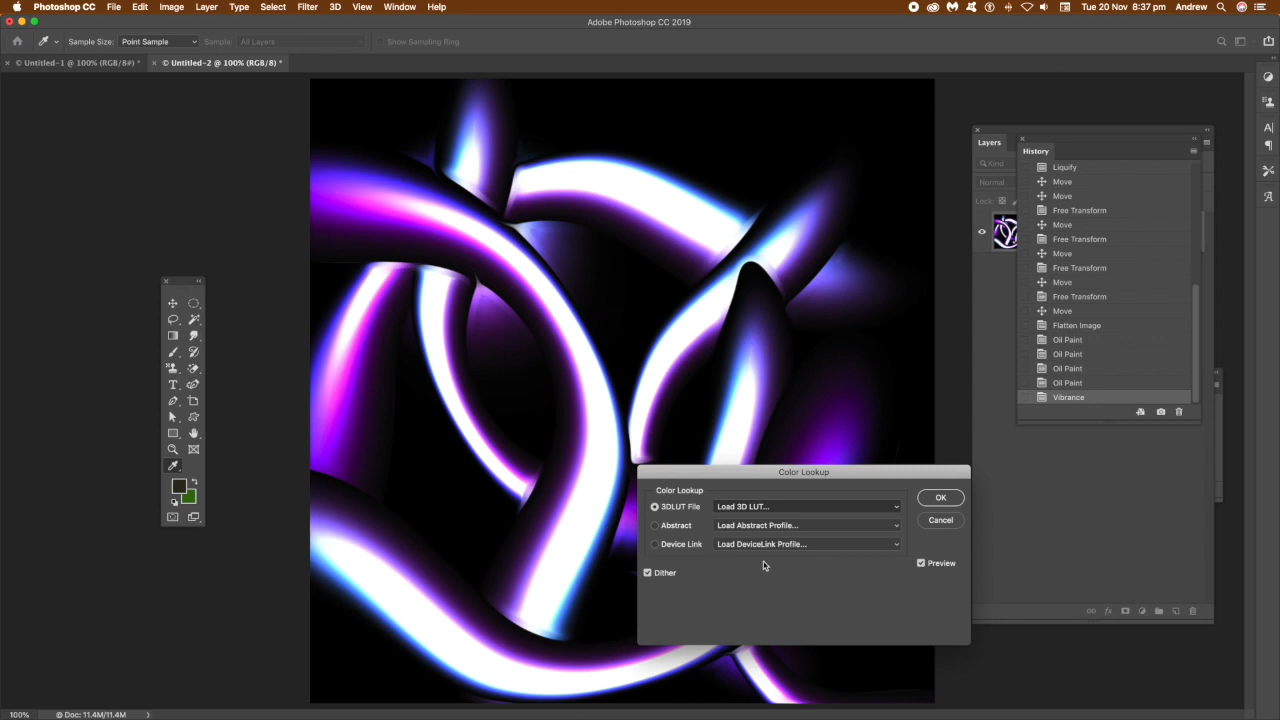 Photoshop CC File Edit Image Layer Type Select Filter 3D View Window Help Tue 20 Nov 8:37 pm Andrew
Adobe Photoshop CC 2019
Sample Size: Point Sample Sample: All Layers Show Sampling Ring
× © Untitled-1 @ 100% (RGB/8#) * × © Untitled-2 @ 100% (RGB/8) *
Layers
History
Kind
Normal
Lock:
Liquify
Move
Move
Free Transform
Move
Free Transform
Move
Free Transform
Move
Free Transform
Move
Flatten Image
Oil Paint
Oil Paint
Oil Paint
Oil Paint
Vibrance
Color Lookup
Color Lookup
3DLUT File Load 3D LUT...
Abstract Load Abstract Profile...
Device Link Load DeviceLink Profile...
Dither
OK
Cancel
Preview
100% @ Doc: 11.4M/11.4M